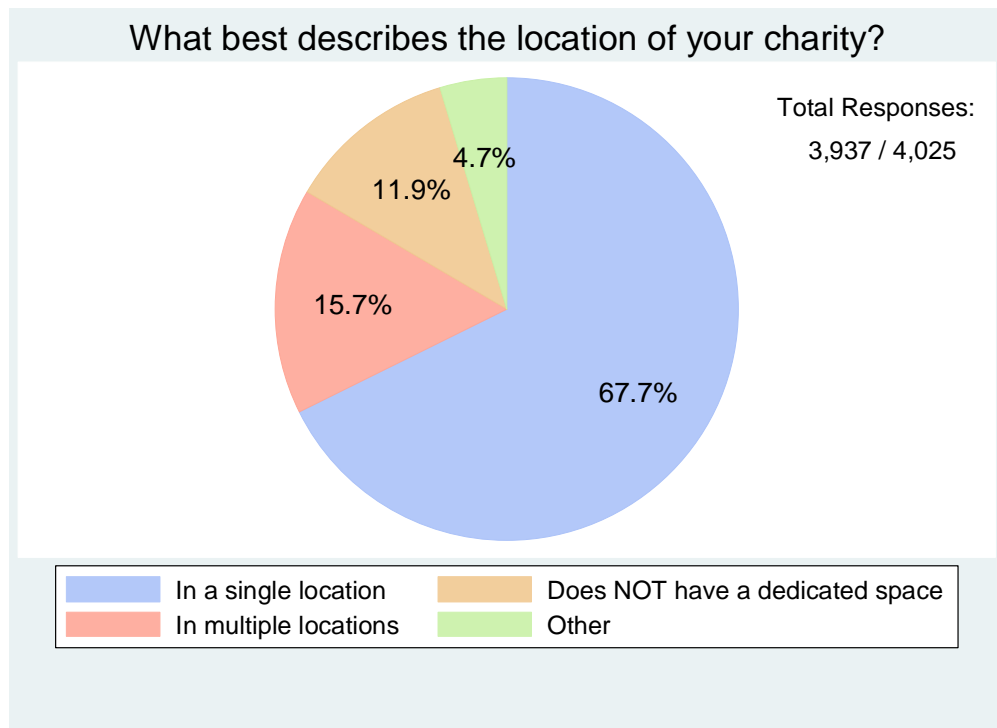 What best describes the location of your charity?
Total Responses:
3,937 / 4,025
4.7%
11.9%
15.7%
67.7%
In a single location
Does NOT have a dedicated space
In multiple locations
Other